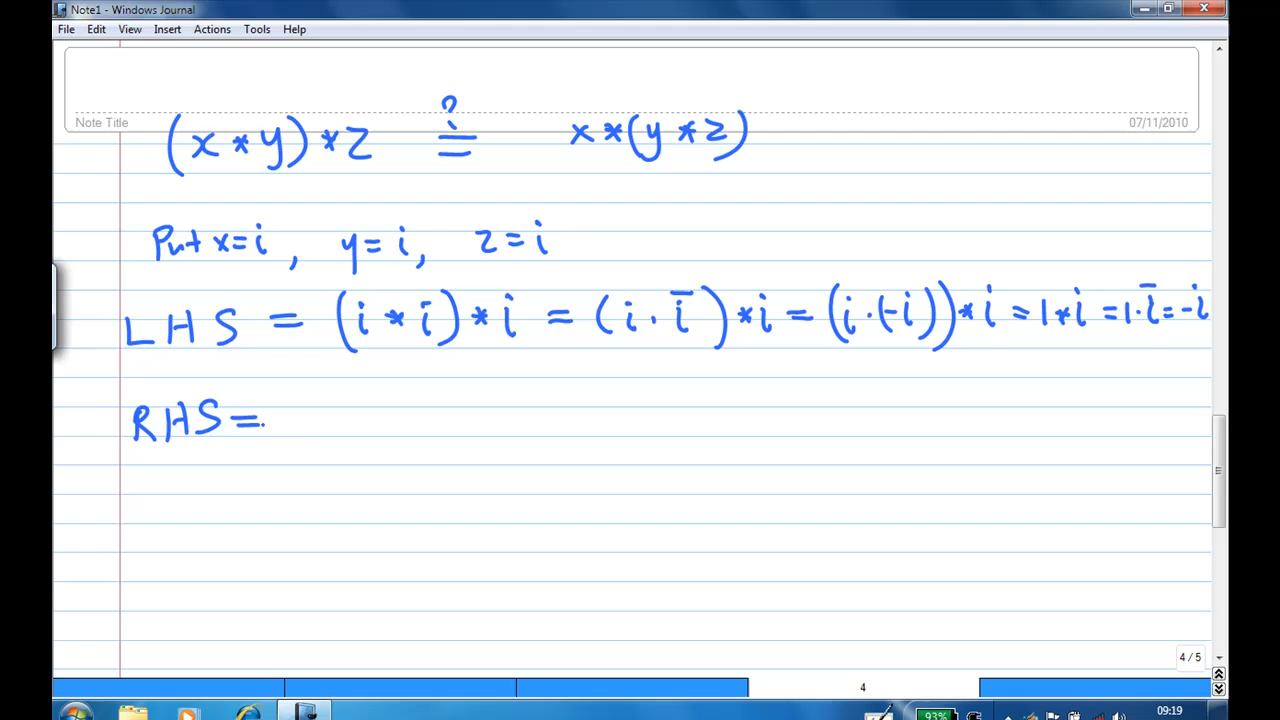 Note1 - Windows Journal
File Edit View Insert Actions Tools Help
(x * y) * z ≟ x * (y * z)
Note Title 07/11/2010
Put x = i , y = i , z = i
LHS = (i * i) * i = (i · i̅) * i = (i · (-i)) * i = 1 * i = 1 · i̅ = -i
RHS =
4 / 5
4
93% 09:19